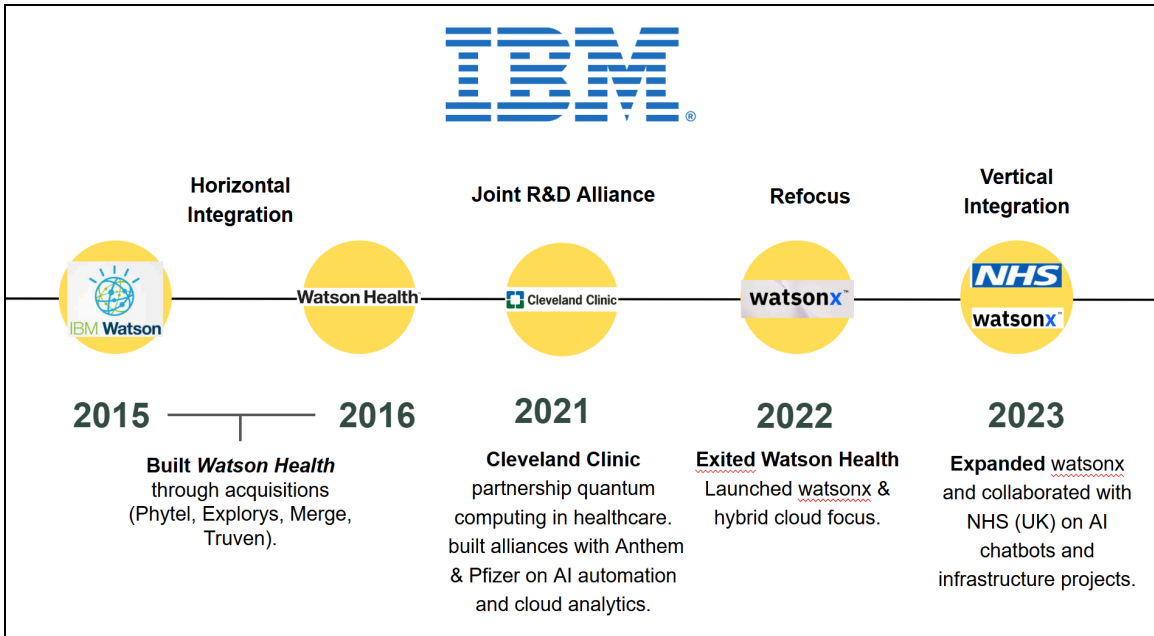 IBM®
Horizontal
Integration
Joint R&D Alliance
Refocus
Vertical
Integration
IBM Watson
Watson Health™
Cleveland Clinic
watsonx™
NHS
watsonx™
2015
2016
2021
2022
2023
Built Watson Health
through acquisitions
(Phytel, Explorys, Merge,
Truven).
Cleveland Clinic
partnership quantum
computing in healthcare.
built alliances with Anthem
& Pfizer on AI automation
and cloud analytics.
Exited Watson Health
Launched watsonx &
hybrid cloud focus.
Expanded watsonx
and collaborated with
NHS (UK) on AI
chatbots and
infrastructure projects.